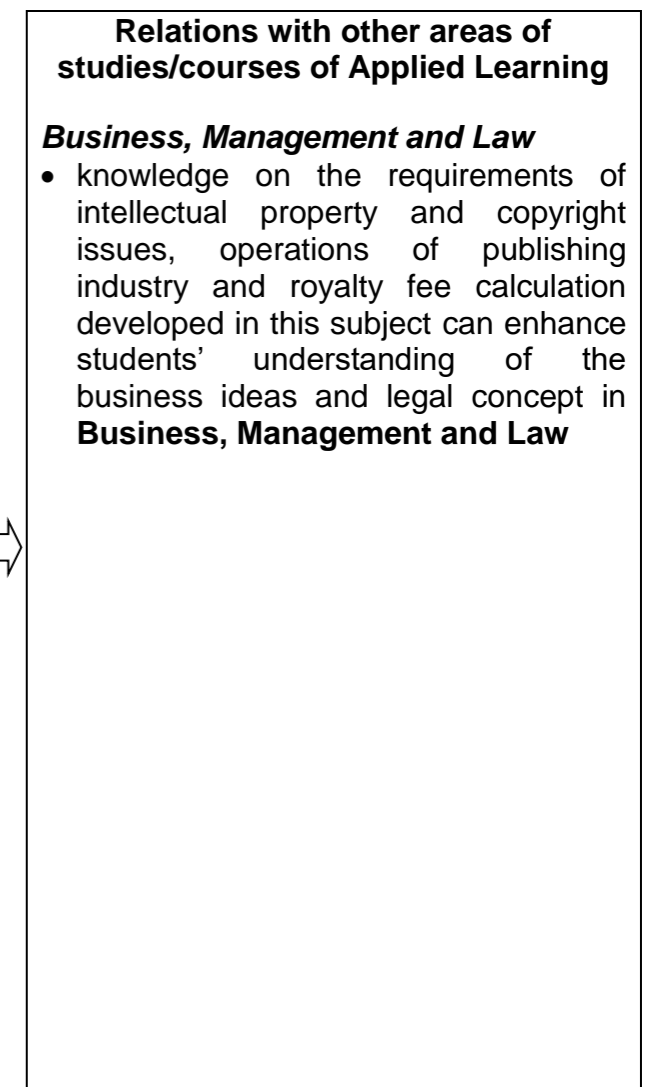 Relations with other areas of
studies/courses of Applied Learning
Business, Management and Law
• knowledge on the requirements of
intellectual property and copyright
issues, operations of publishing
industry and royalty fee calculation
developed in this subject can enhance
students’ understanding of the
business ideas and legal concept in
Business, Management and Law